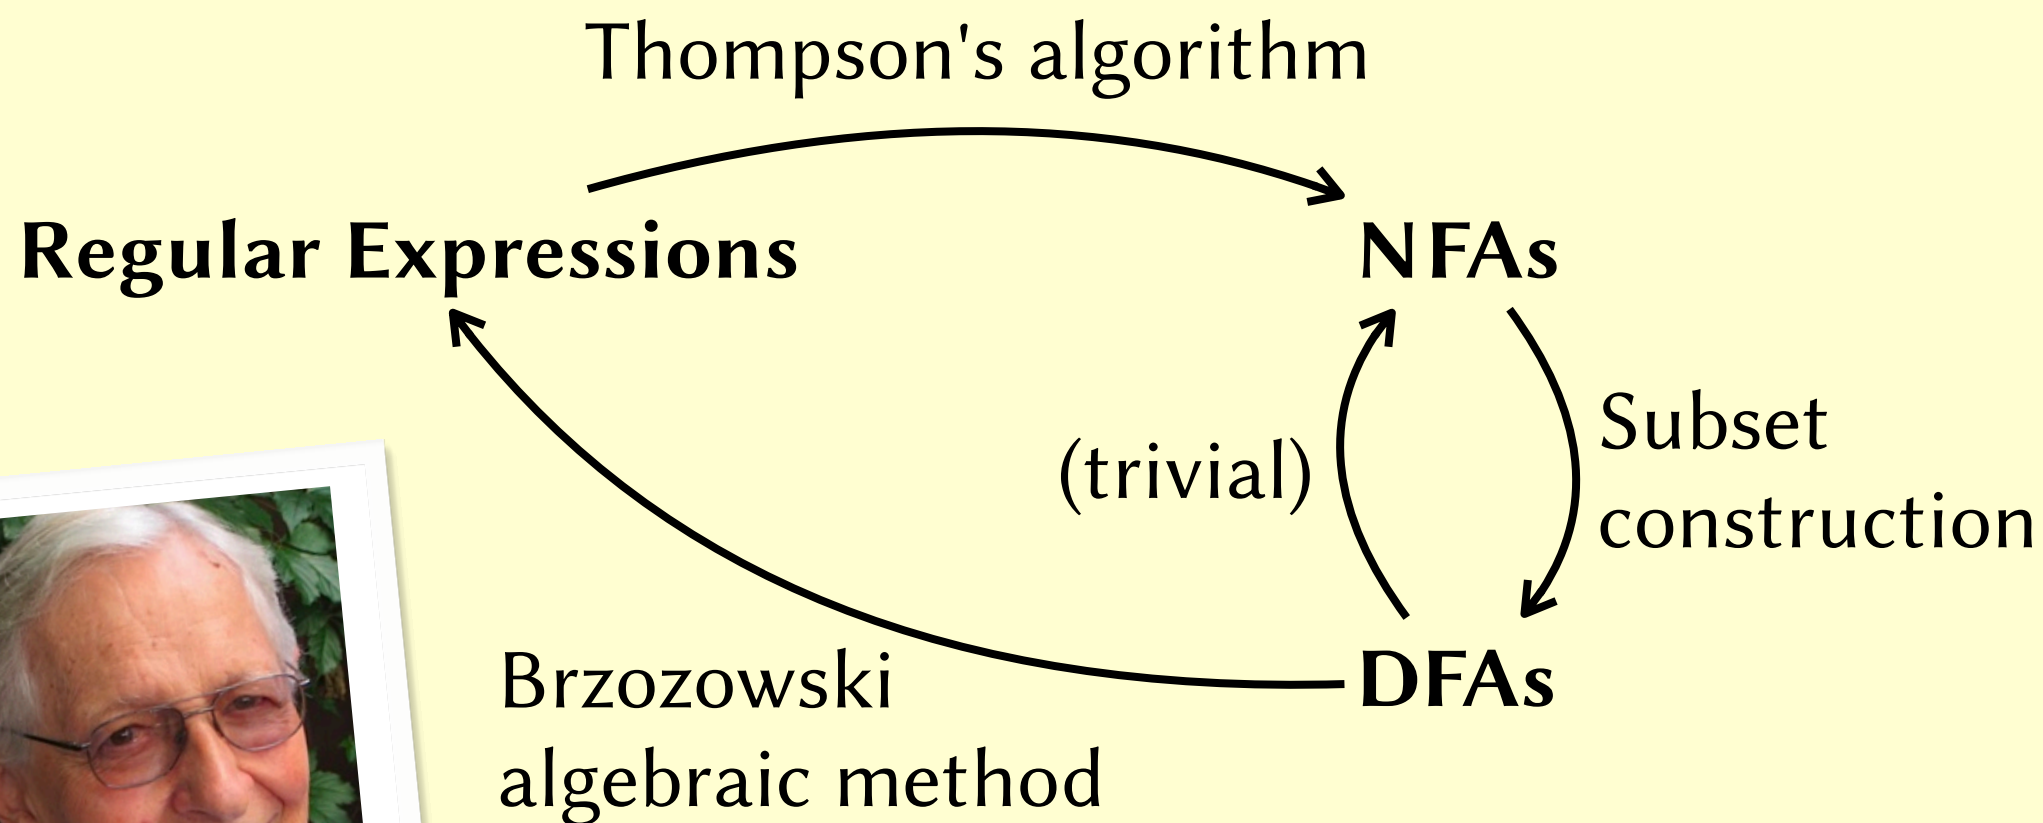 Thompson's algorithm
Regular Expressions
NFAs
(trivial)
Subset
construction
DFAs
Brzozowski
algebraic method